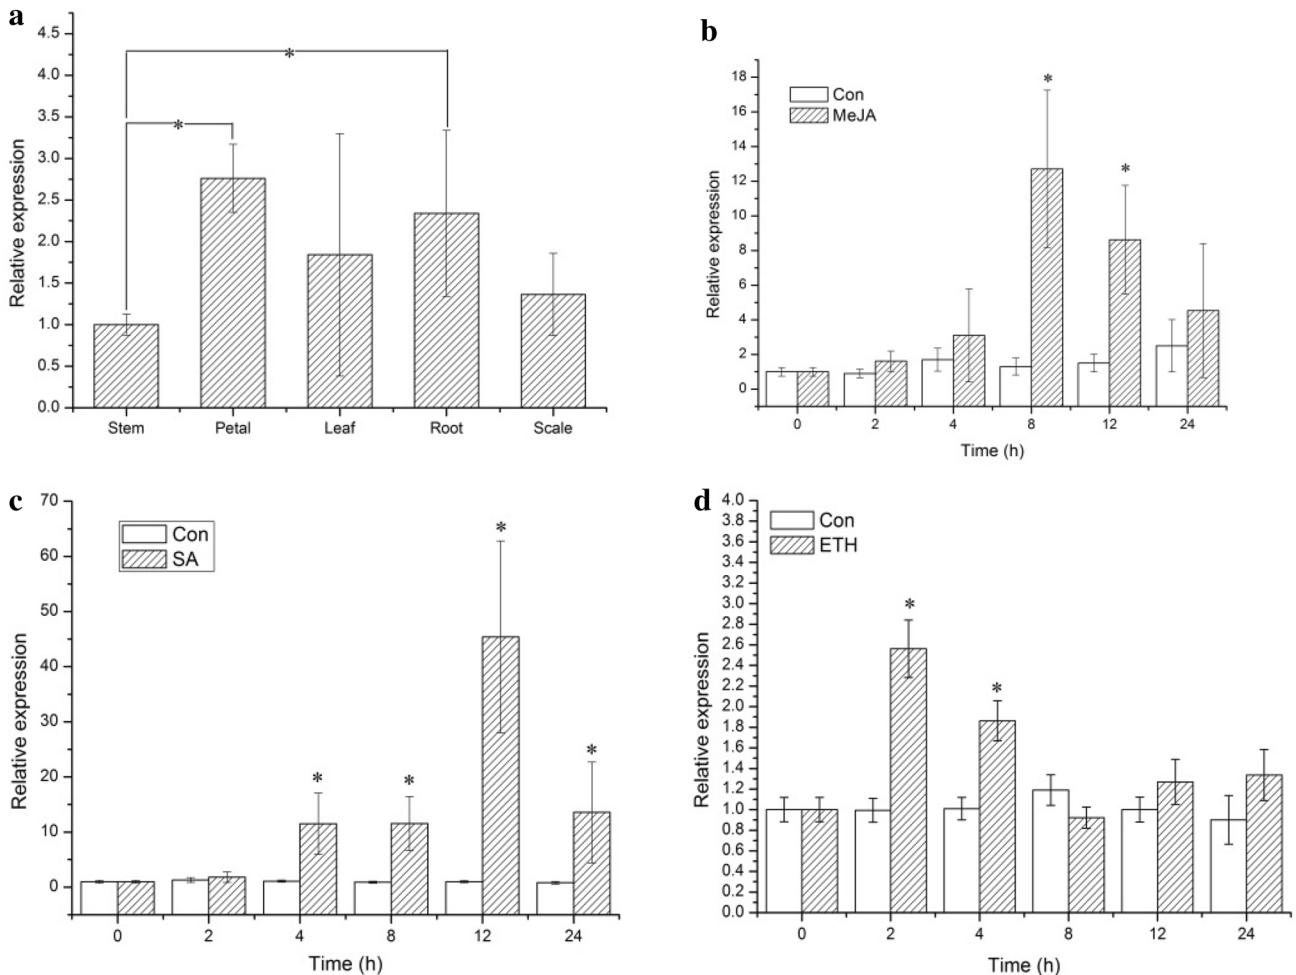 a
4.5
4.0
3.5
3.0
2.5
2.0
1.5
1.0
0.5
0.0
Relative expression
*
*
Stem Petal Leaf Root Scale
b
18
16
14
12
10
8
6
4
2
0
Relative expression
Con
MeJA
*
*
0 2 4 8 12 24
Time (h)
c
70
60
50
40
30
20
10
0
Relative expression
Con
SA
*
*
*
*
0 2 4 8 12 24
Time (h)
d
4.0
3.8
3.6
3.4
3.2
3.0
2.8
2.6
2.4
2.2
2.0
1.8
1.6
1.4
1.2
1.0
0.8
0.6
0.4
0.2
0.0
Relative expression
Con
ETH
*
*
0 2 4 8 12 24
Time (h)